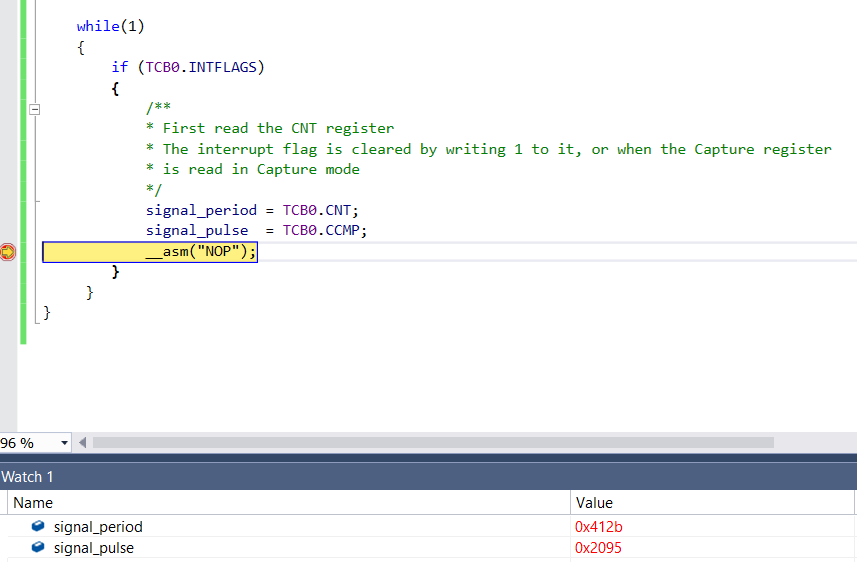 while(1)
{
if (TCB0.INTFLAGS)
{
/**
* First read the CNT register
* The interrupt flag is cleared by writing 1 to it, or when the Capture register
* is read in Capture mode
*/
signal_period = TCB0.CNT;
signal_pulse  = TCB0.CCMP;
__asm("NOP");
}
}
}
96 %
Watch 1
Name Value
signal_period 0x412b
signal_pulse 0x2095